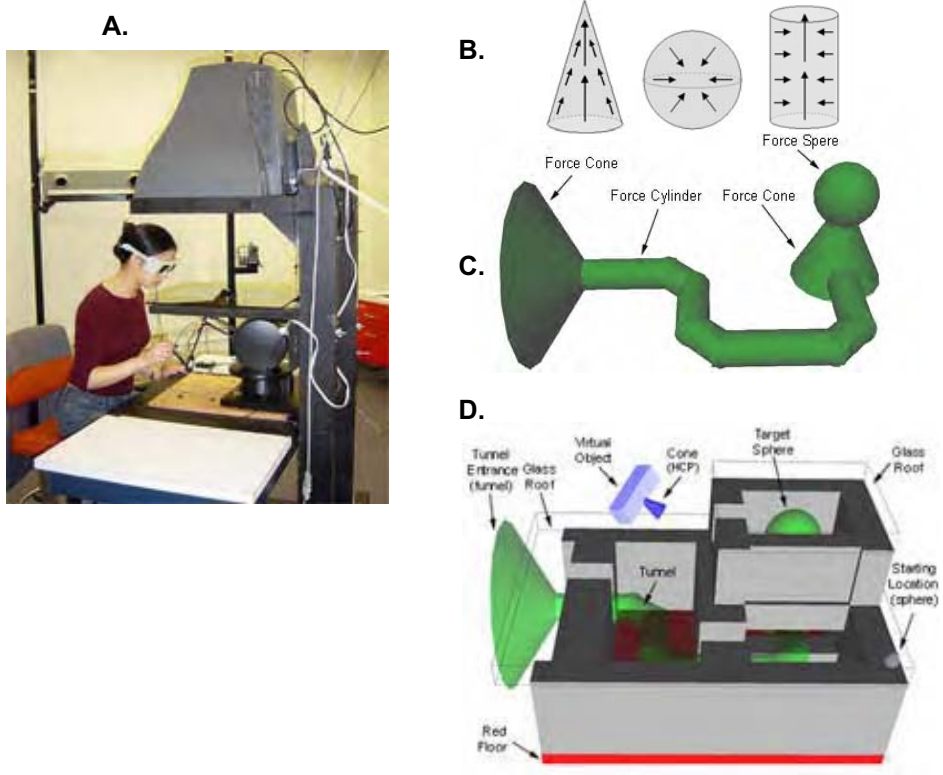 A.
B.
Force Spere
Force Cone
Force Cylinder
Force Cone
C.
D.
Tunnel
Entrance
(tunnel)
Glass
Roof
Virtual
Object
Cone
(HCP)
Target
Sphere
Glass
Roof
Tunnel
Starting
Location
(sphere)
Red
Floor